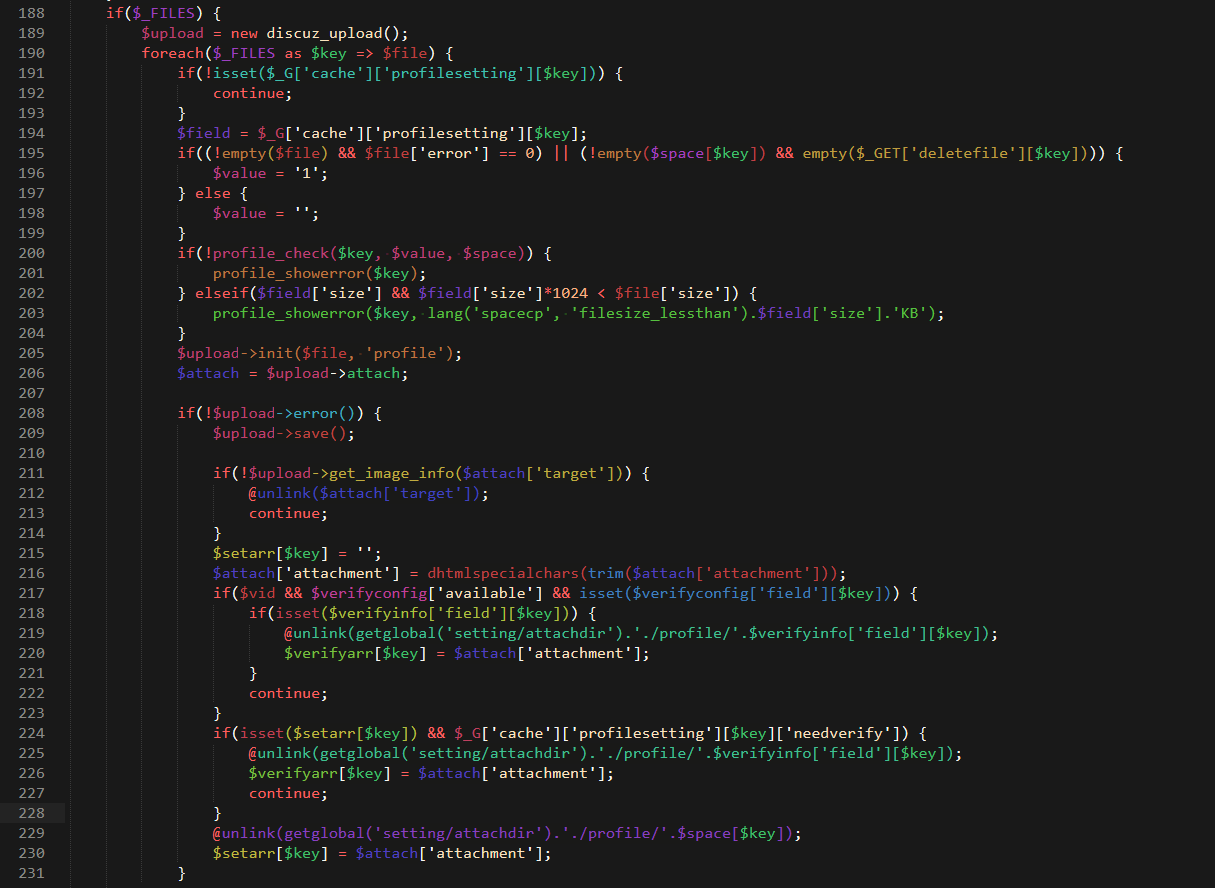 188 if($_FILES) {
189 $upload = new discuz_upload();
190 foreach($_FILES as $key => $file) {
191 if(!isset($_G['cache']['profilesetting'][$key])) {
192 continue;
193 }
194 $field = $_G['cache']['profilesetting'][$key];
195 if((!empty($file) && $file['error'] == 0) || (!empty($space[$key]) && empty($_GET['deletefile'][$key]))) {
196 $value = '1';
197 } else {
198 $value = '';
199 }
200 if(!profile_check($key, $value, $space)) {
201 profile_showerror($key);
202 } elseif($field['size'] && $field['size']*1024 < $file['size']) {
203 profile_showerror($key, lang('spacecp', 'filesize_lessthan').$field['size'].'KB');
204 }
205 $upload->init($file, 'profile');
206 $attach = $upload->attach;
207
208 if(!$upload->error()) {
209 $upload->save();
210
211 if(!$upload->get_image_info($attach['target'])) {
212 @unlink($attach['target']);
213 continue;
214 }
215 $setarr[$key] = '';
216 $attach['attachment'] = dhtmlspecialchars(trim($attach['attachment']));
217 if($vid && $verifyconfig['available'] && isset($verifyconfig['field'][$key])) {
218 if(isset($verifyinfo['field'][$key])) {
219 @unlink(getglobal('setting/attachdir').'./profile/'.$verifyinfo['field'][$key]);
220 $verifyarr[$key] = $attach['attachment'];
221 }
222 continue;
223 }
224 if(isset($setarr[$key]) && $_G['cache']['profilesetting'][$key]['needverify']) {
225 @unlink(getglobal('setting/attachdir').'./profile/'.$verifyinfo['field'][$key]);
226 $verifyarr[$key] = $attach['attachment'];
227 continue;
228 }
229 @unlink(getglobal('setting/attachdir').'./profile/'.$space[$key]);
230 $setarr[$key] = $attach['attachment'];
231 }